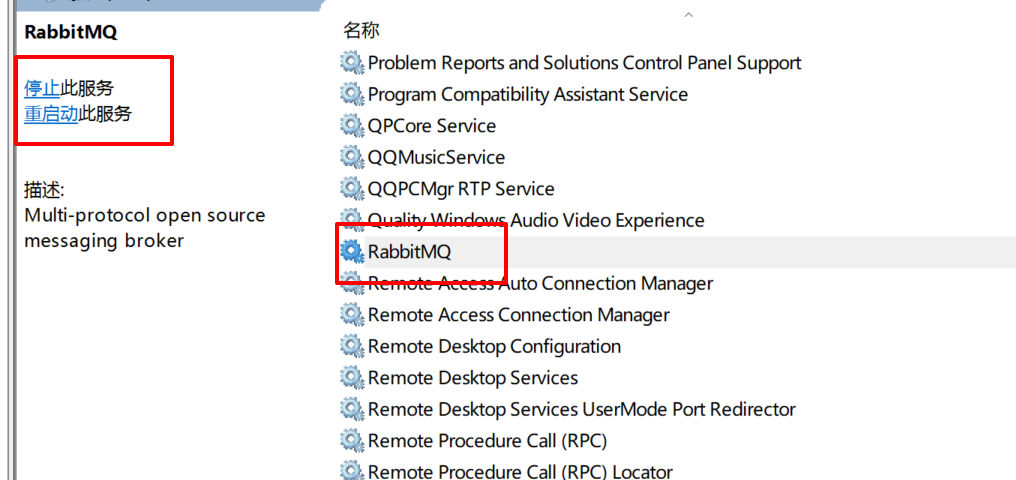 RabbitMQ
停止此服务
重启动此服务
描述:
Multi-protocol open source
messaging broker
名称
Problem Reports and Solutions Control Panel Support
Program Compatibility Assistant Service
QPCore Service
QQMusicService
QQPCMgr RTP Service
Quality Windows Audio Video Experience
RabbitMQ
Remote Access Auto Connection Manager
Remote Access Connection Manager
Remote Desktop Configuration
Remote Desktop Services
Remote Desktop Services UserMode Port Redirector
Remote Procedure Call (RPC)
Remote Procedure Call (RPC) Locator